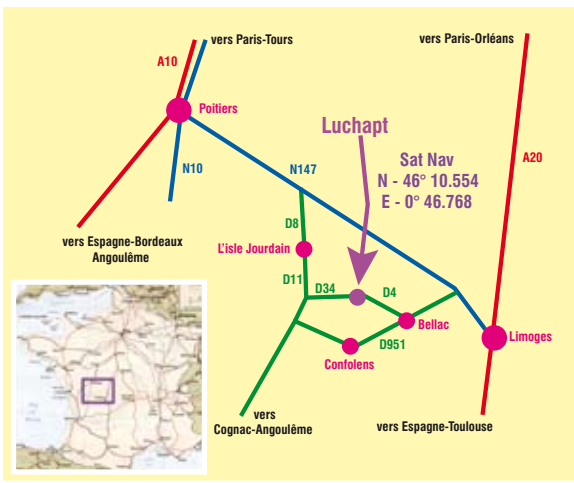 vers Paris-Tours
vers Paris-Orléans
A10
Poitiers
Luchapt
Sat Nav
N - 46° 10.554
E - 0° 46.768
A20
N10
N147
D8
vers Espagne-Bordeaux
Angoulême
L'isle Jourdain
D11
D34
D4
Bellac
Limoges
D951
Confolens
vers
Cognac-Angoulême
vers Espagne-Toulouse